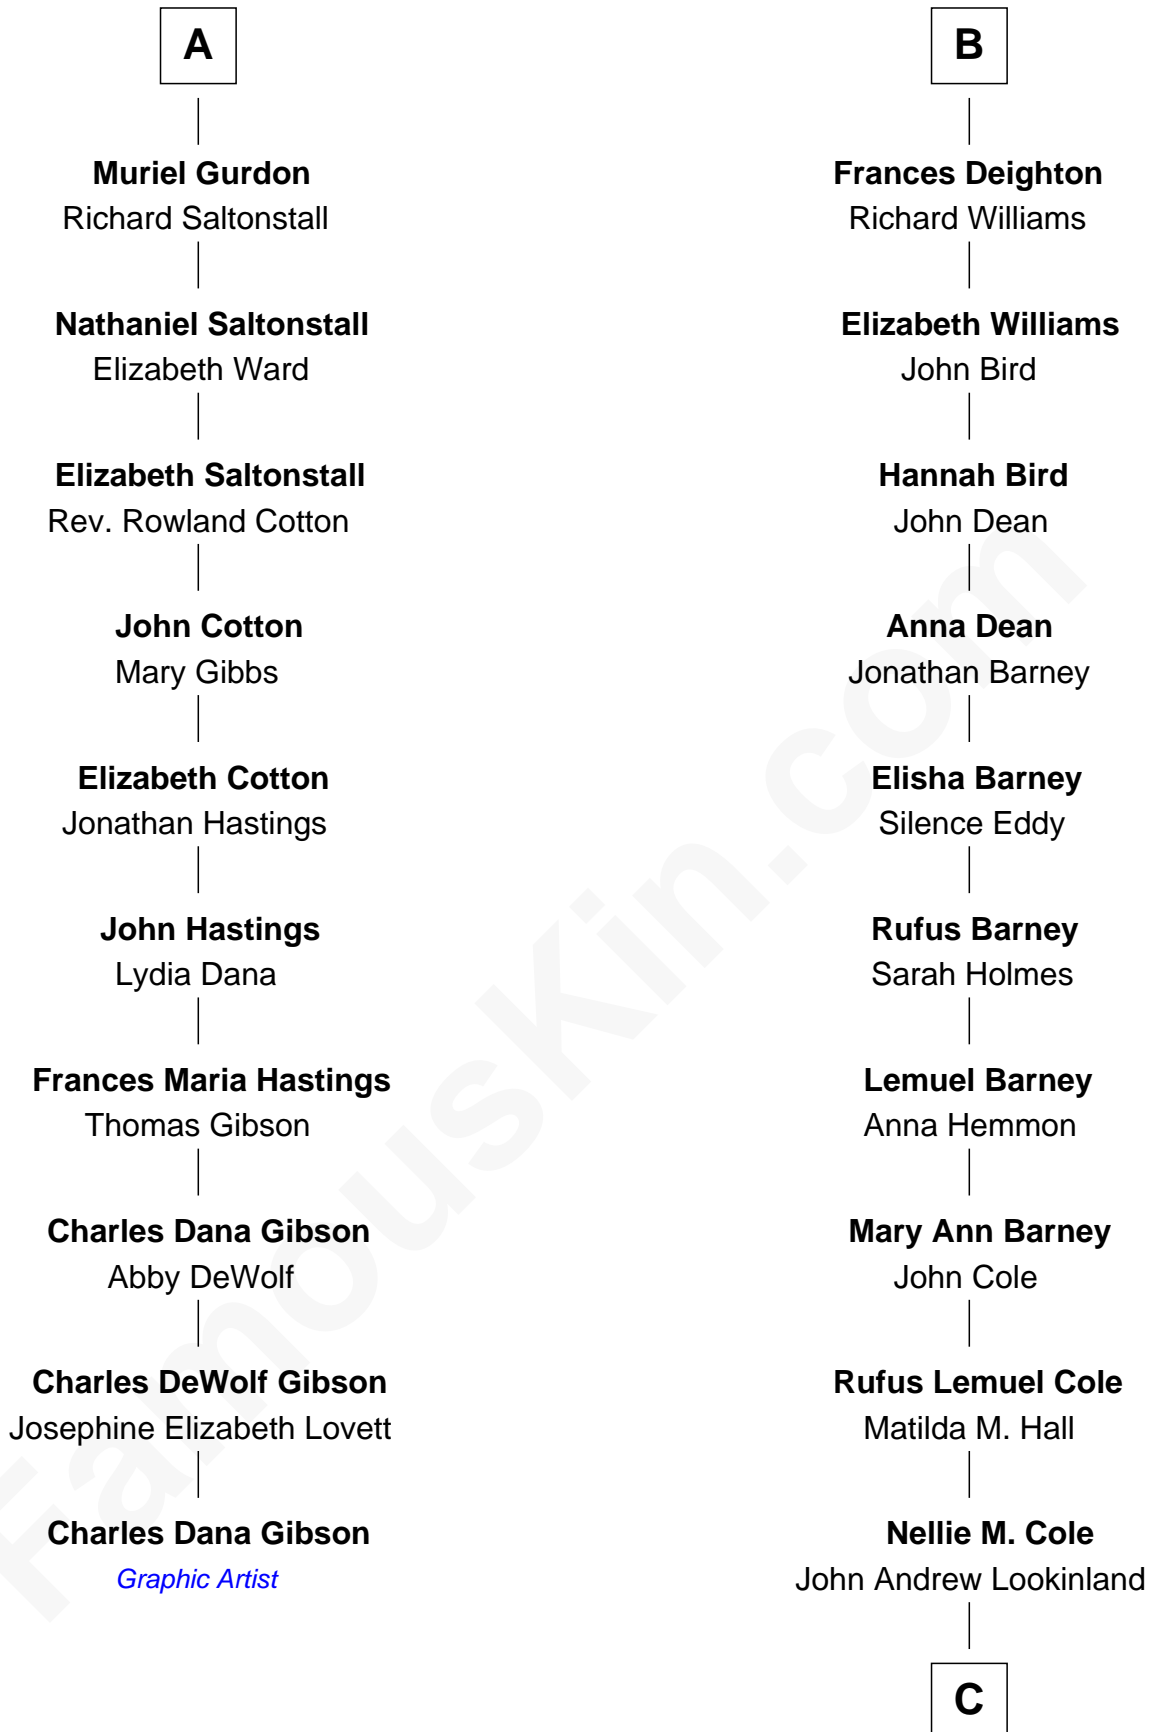 A
Muriel Gurdon
Richard Saltonstall
Nathaniel Saltonstall
Elizabeth Ward
Elizabeth Saltonstall
Rev. Rowland Cotton
John Cotton
Mary Gibbs
Elizabeth Cotton
Jonathan Hastings
John Hastings
Lydia Dana
Frances Maria Hastings
Thomas Gibson
Charles Dana Gibson
Abby DeWolf
Charles DeWolf Gibson
Josephine Elizabeth Lovett
Charles Dana Gibson
Graphic Artist
B
Frances Deighton
Richard Williams
Elizabeth Williams
John Bird
Hannah Bird
John Dean
Anna Dean
Jonathan Barney
Elisha Barney
Silence Eddy
Rufus Barney
Sarah Holmes
Lemuel Barney
Anna Hemmon
Mary Ann Barney
John Cole
Rufus Lemuel Cole
Matilda M. Hall
Nellie M. Cole
John Andrew Lookinland
C
FamousKin.com